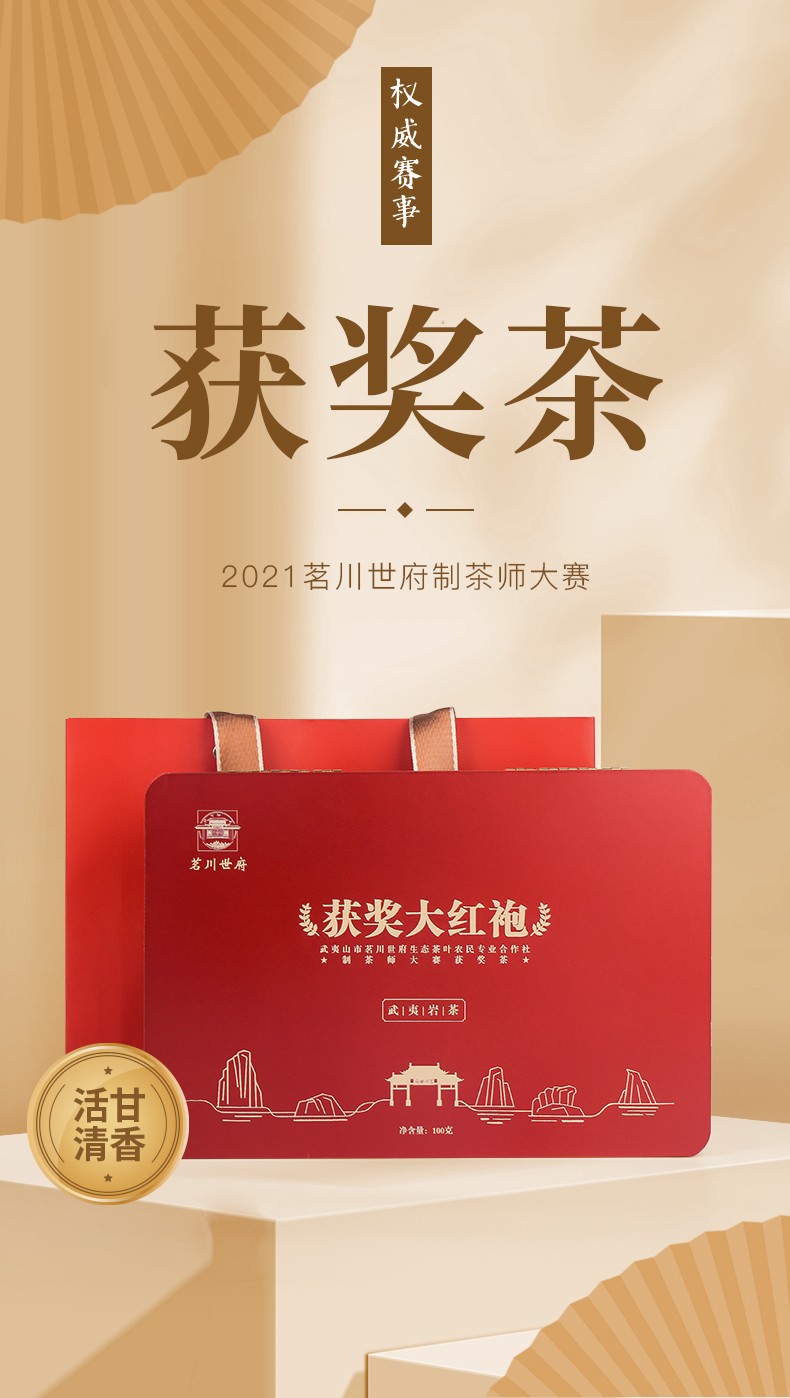 权威赛事
获奖茶
2021茗川世府制茶师大赛
茗川世府
获奖大红袍
武夷山市茗川世府生态茶叶农民专业合作社
★制茶师大赛获奖茶★
武|夷|岩|茶
净含量：100克
活甘
清香